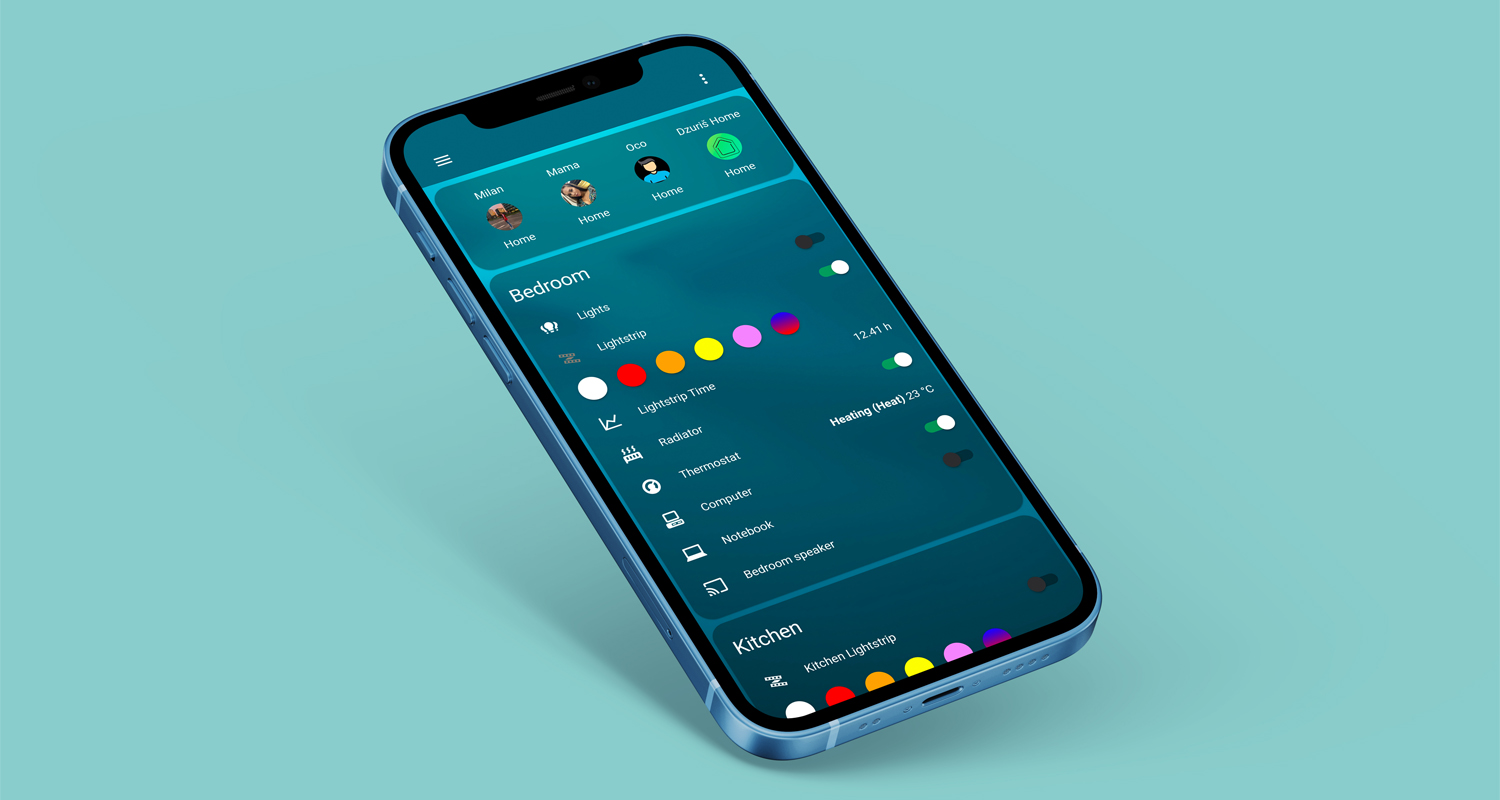 Milan
Mama
Oco
Dzuriš Home
Home
Home
Home
Home
Bedroom
Lights
Lightstrip
Lightstrip Time 12.41 h
Radiator
Thermostat Heating (Heat) 23 °C
Computer
Notebook
Bedroom speaker
Kitchen
Kitchen Lightstrip